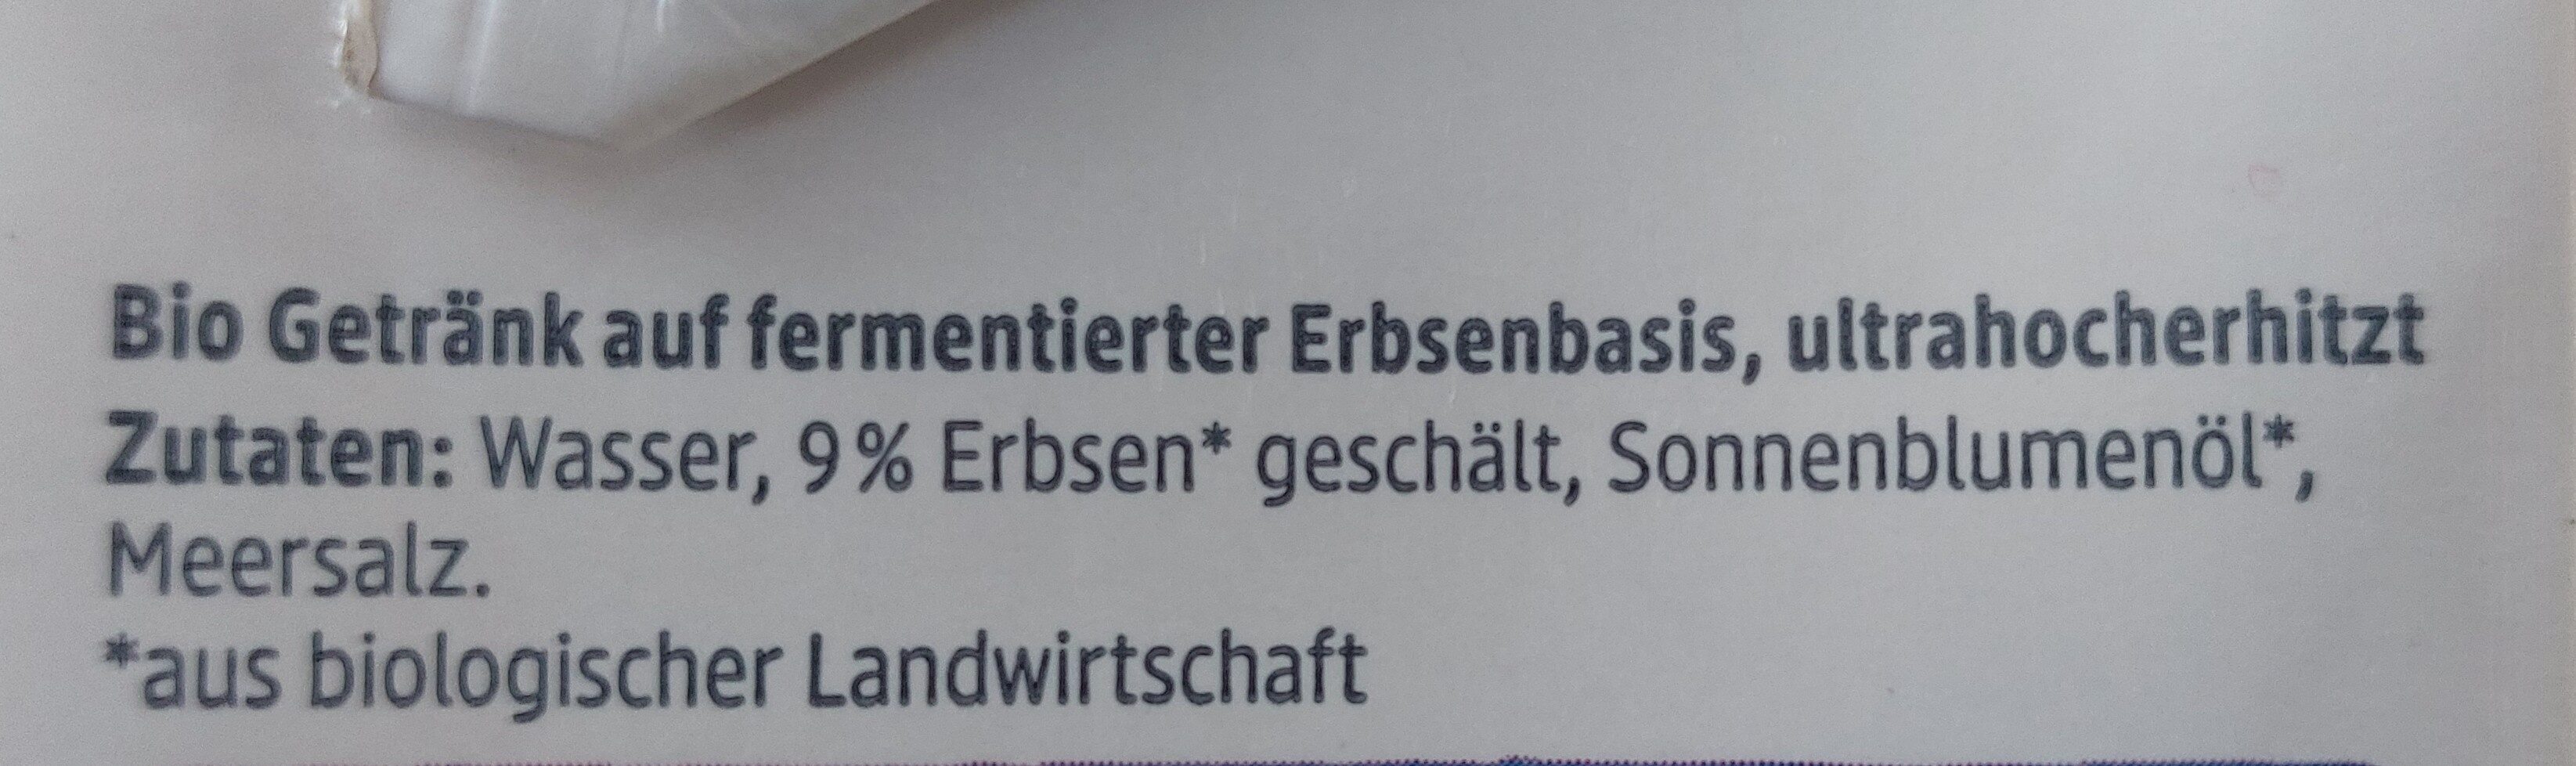 Bio Getränk auf fermentierter Erbsenbasis, ultrahocherhitzt
Zutaten: Wasser, 9 % Erbsen* geschält, Sonnenblumenöl*,
Meersalz.
*aus biologischer Landwirtschaft